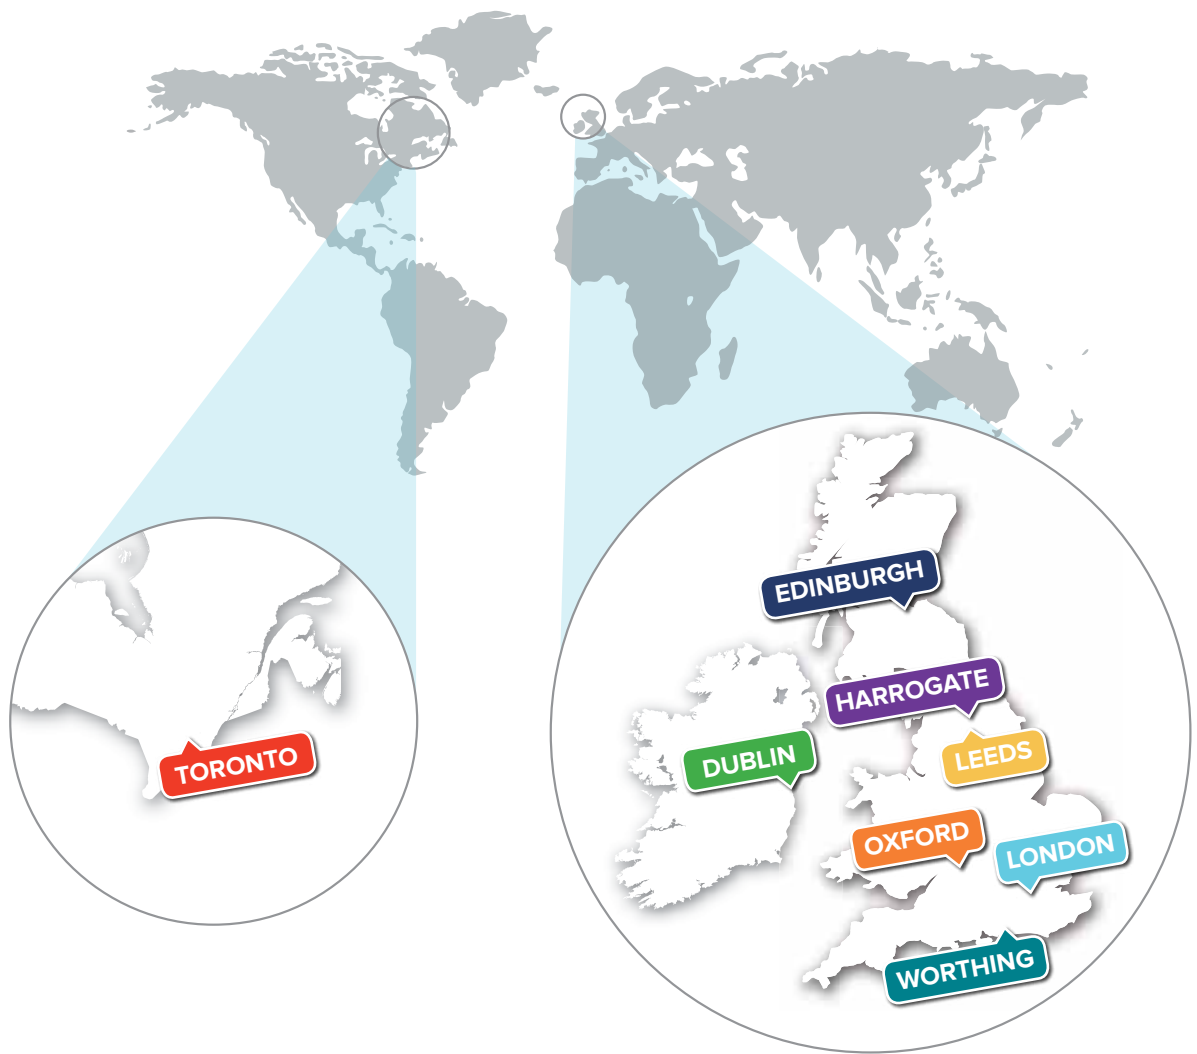 EDINBURGH
HARROGATE
DUBLIN
LEEDS
TORONTO
OXFORD
LONDON
WORTHING